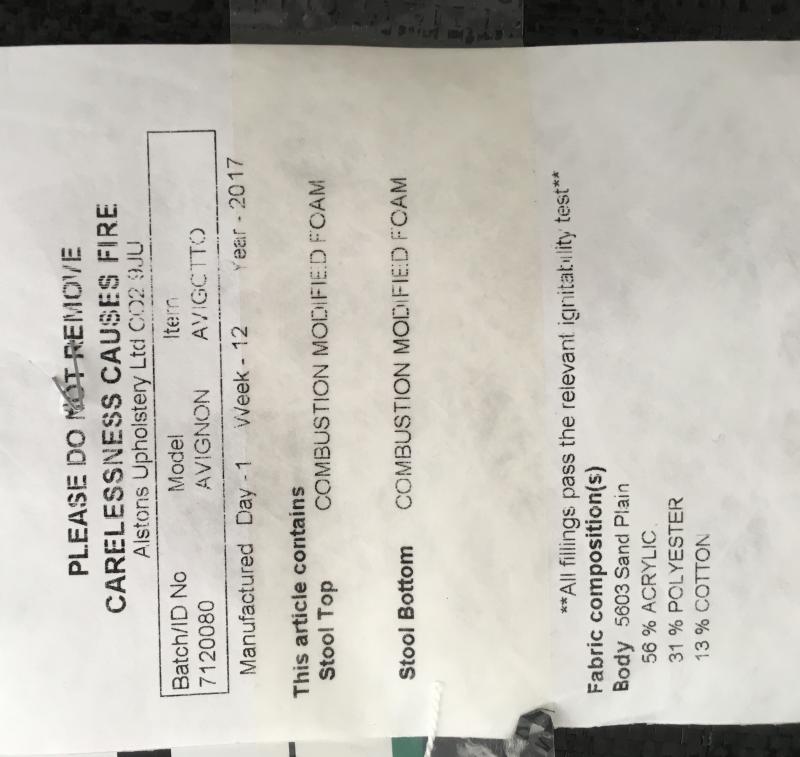 PLEASE DO NOT REMOVE
CARELESSNESS CAUSES FIRE
Alstons Upholstery Ltd CO2 9JU
Batch/ID No Model Item
7120080 AVIGNON AVIGOTTO
Manufactured Day - 1 Week - 12 Year - 2017
This article contains
Stool Top COMBUSTION MODIFIED FOAM
Stool Bottom COMBUSTION MODIFIED FOAM
**All fillings pass the relevant ignitability test**
Fabric composition(s)
Body 5603 Sand Plain
56 % ACRYLIC
31 % POLYESTER
13 % COTTON